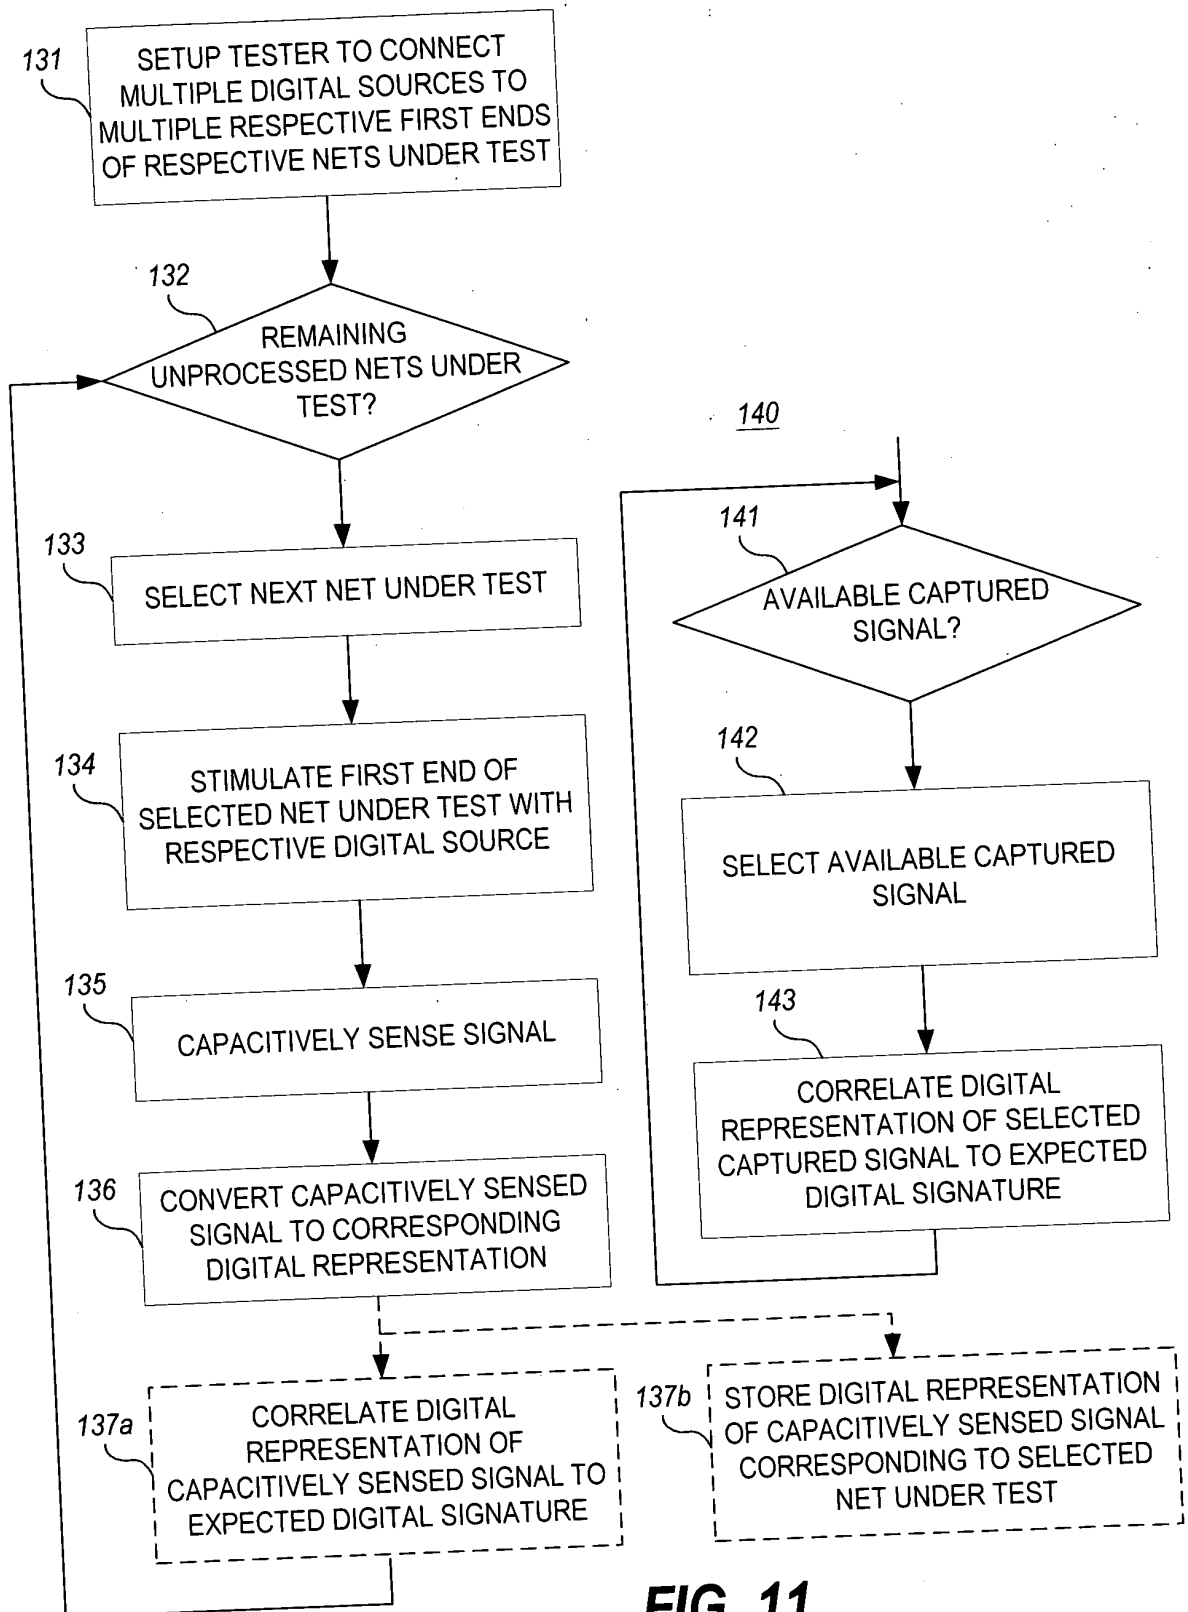 131
SETUP TESTER TO CONNECT
MULTIPLE DIGITAL SOURCES TO
MULTIPLE RESPECTIVE FIRST ENDS
OF RESPECTIVE NETS UNDER TEST
132
REMAINING
UNPROCESSED NETS UNDER
TEST?
133
SELECT NEXT NET UNDER TEST
134
STIMULATE FIRST END OF
SELECTED NET UNDER TEST WITH
RESPECTIVE DIGITAL SOURCE
135
CAPACITIVELY SENSE SIGNAL
136
CONVERT CAPACITIVELY SENSED
SIGNAL TO CORRESPONDING
DIGITAL REPRESENTATION
137a
CORRELATE DIGITAL
REPRESENTATION OF
CAPACITIVELY SENSED SIGNAL TO
EXPECTED DIGITAL SIGNATURE
137b
STORE DIGITAL REPRESENTATION
OF CAPACITIVELY SENSED SIGNAL
CORRESPONDING TO SELECTED
NET UNDER TEST
140
141
AVAILABLE CAPTURED
SIGNAL?
142
SELECT AVAILABLE CAPTURED
SIGNAL
143
CORRELATE DIGITAL
REPRESENTATION OF SELECTED
CAPTURED SIGNAL TO EXPECTED
DIGITAL SIGNATURE
FIG. 11